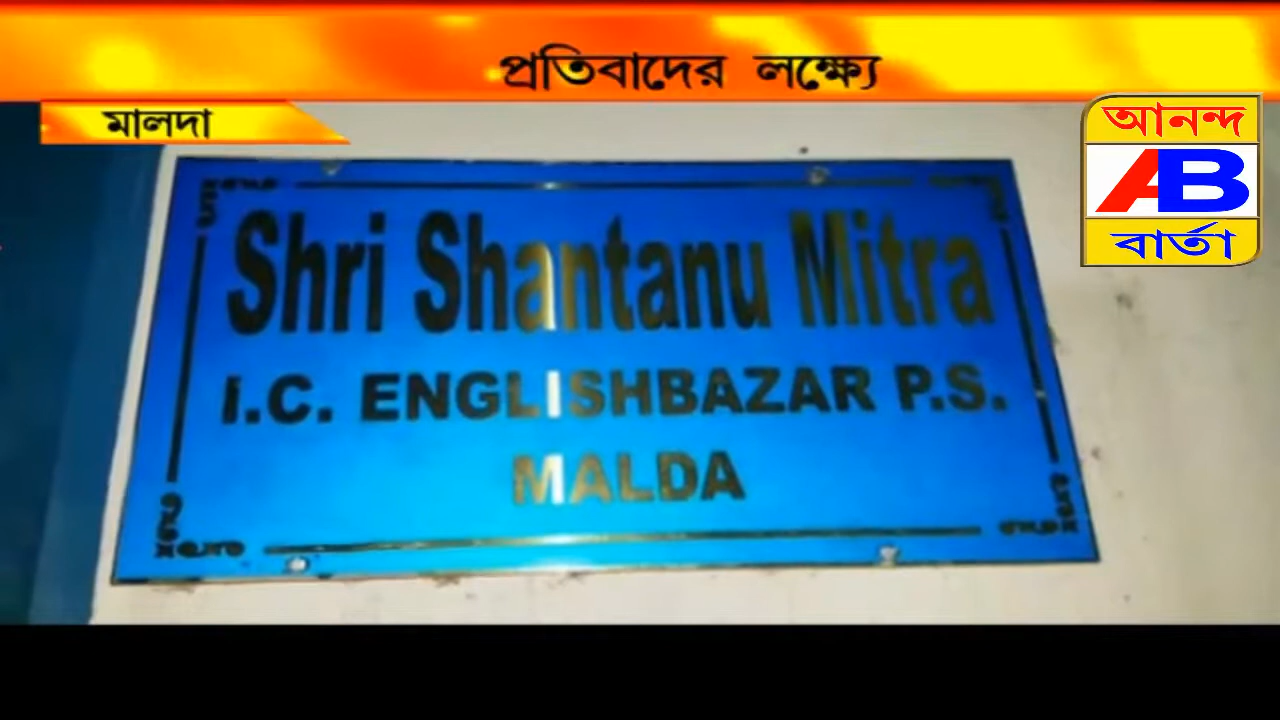 প্রতিবাদের লক্ষ্যে
মালদা
আনন্দ
AB
বার্তা
Shri Shantanu Mitra
I.C. ENGLISHBAZAR P.S.
MALDA